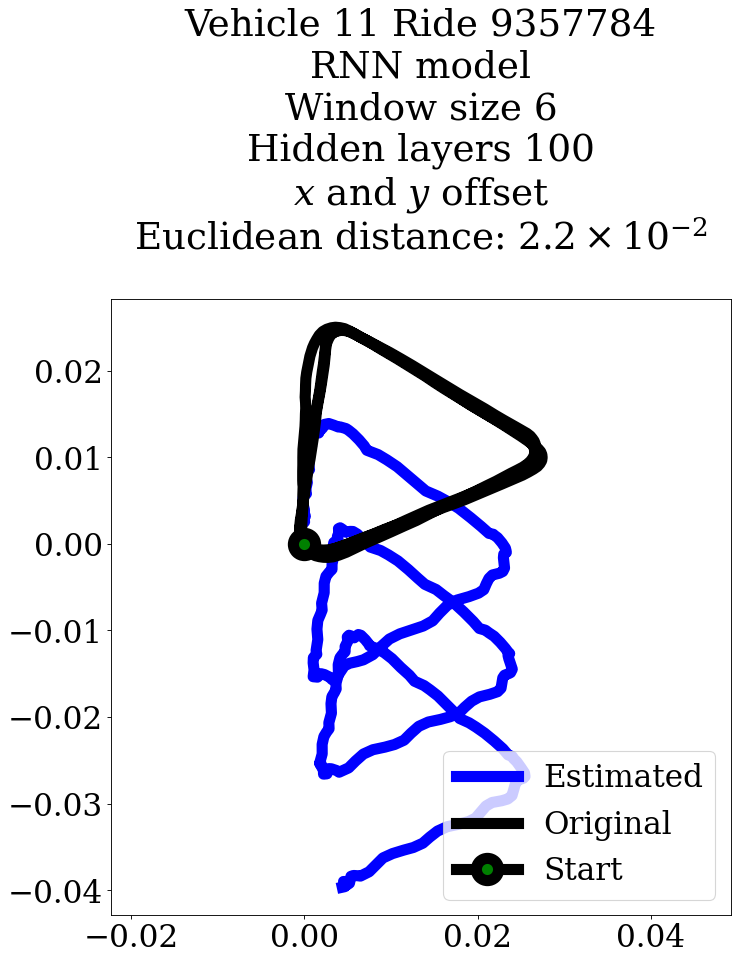 Vehicle 11 Ride 9357784
RNN model
Window size 6
Hidden layers 100
x and y offset
Euclidean distance: 2.2 × 10⁻²
0.02
0.01
0.00
−0.01
−0.02
−0.03
−0.04
Estimated
Original
Start
−0.02 0.00 0.02 0.04